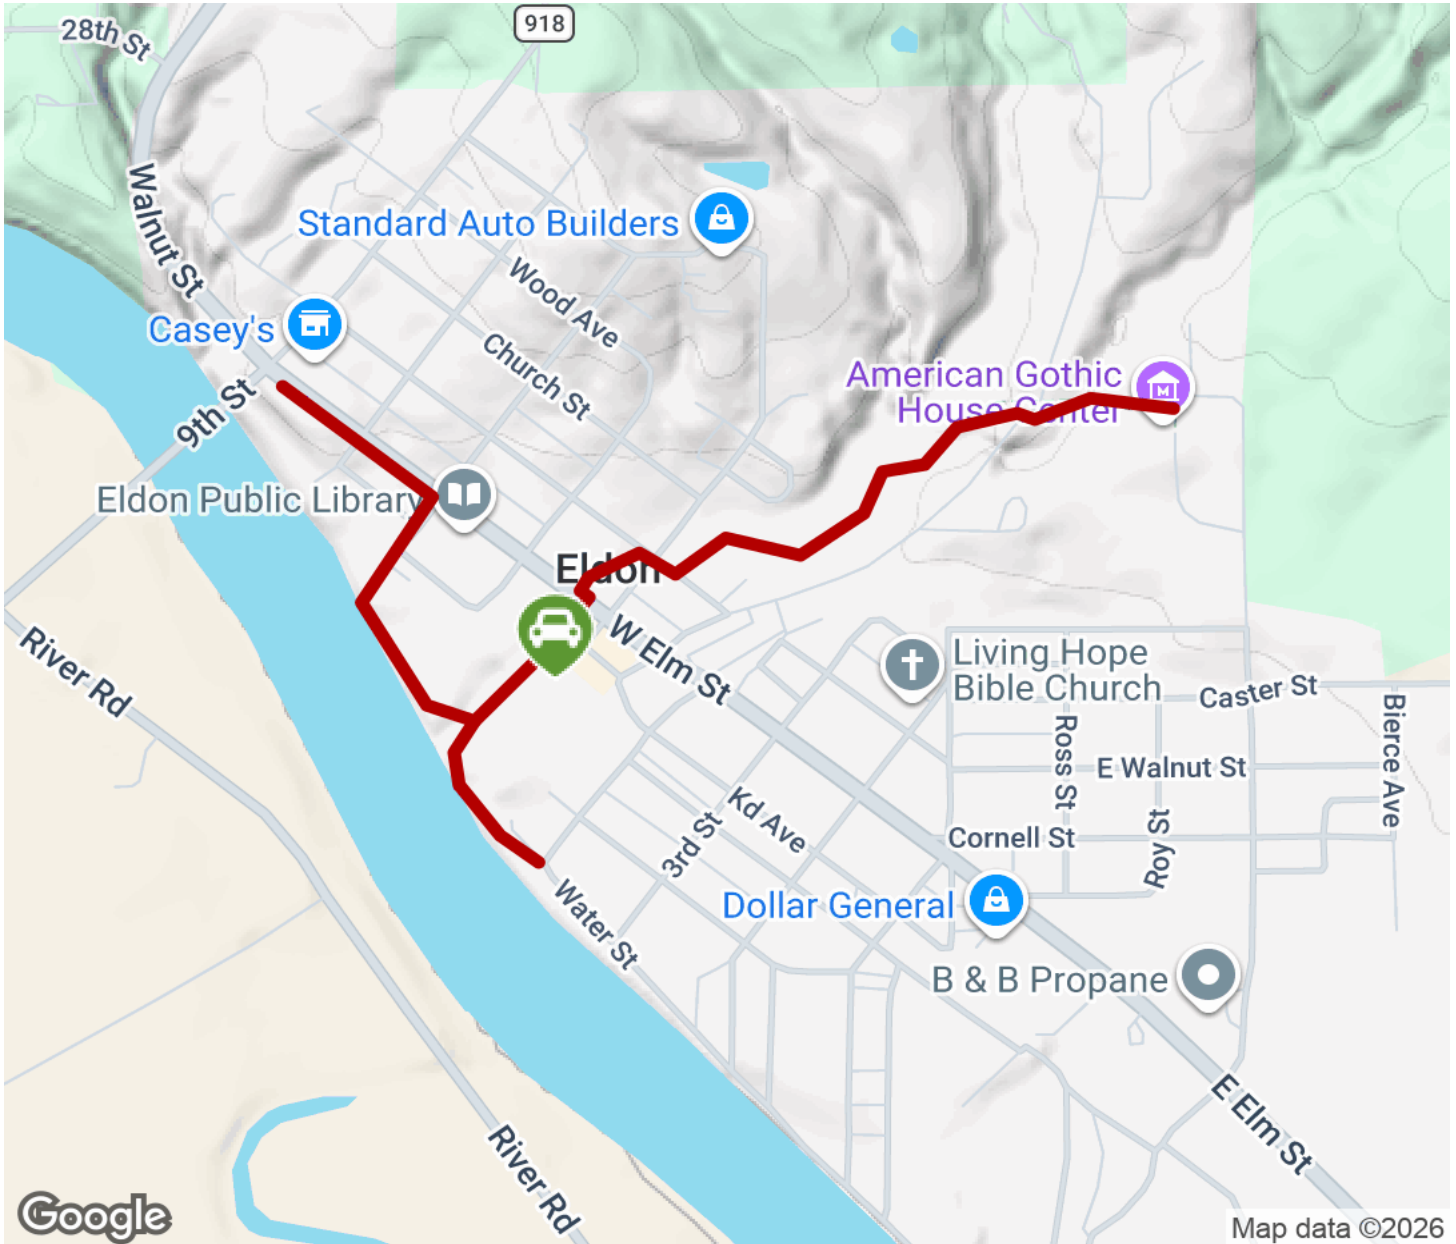 918
28th St
Walnut St
Standard Auto Builders
Wood Ave
Casey's
Church St
9th St
American Gothic
House Center
Eldon Public Library
Eldon
W Elm St
River Rd
Living Hope
Bible Church
Caster St
Ross St
Bierce Ave
E Walnut St
Kd Ave
3rd St
Cornell St
Roy St
Dollar General
Water St
B & B Propane
E Elm St
River Rd
Google
Map data ©2026